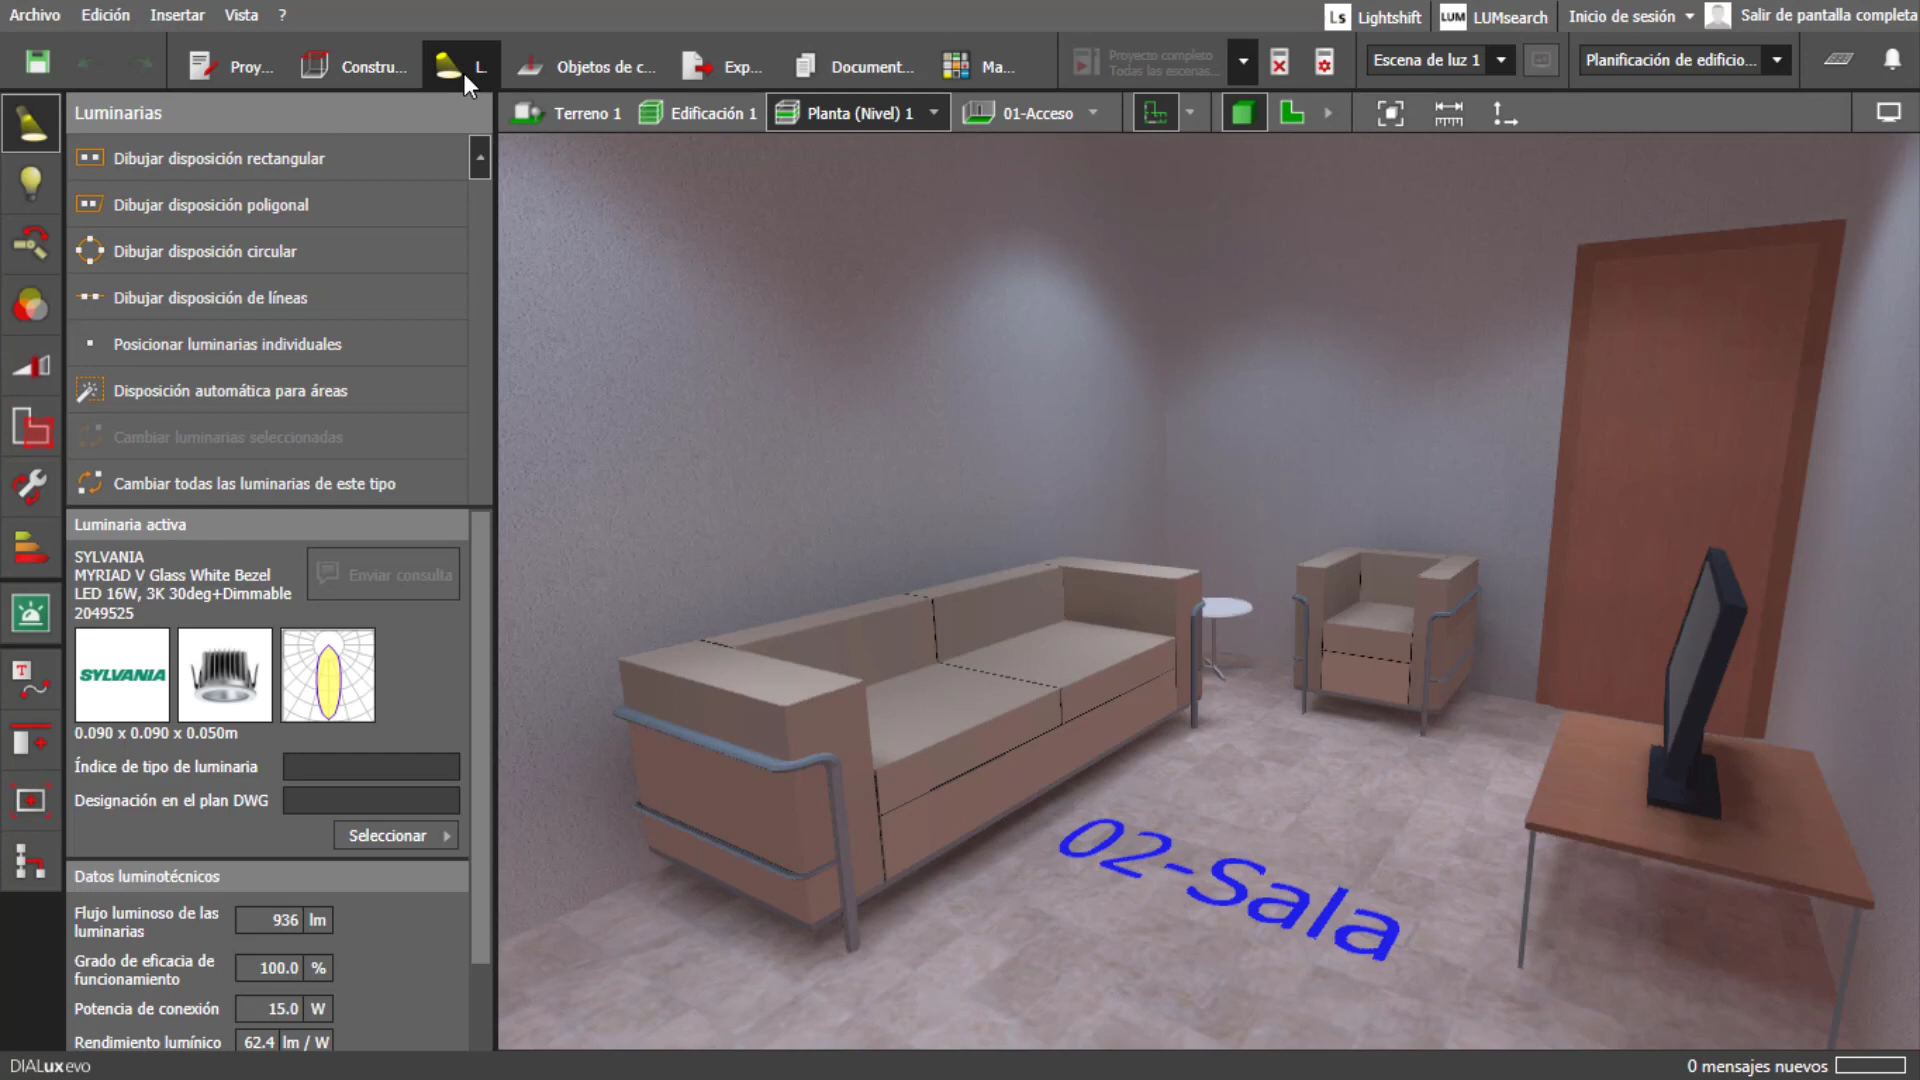 Archivo Edición Insertar Vista ?
Ls Lightshift LUM LUMsearch Inicio de sesión Salir de pantalla completa
Proy... Constru... L. Objetos de c... Exp... Document... Ma... Proyecto completo Escena de luz 1 Planificación de edificio...
Todas las escenas...
Luminarias
Terreno 1 Edificación 1 Planta (Nivel) 1 01-Acceso
Dibujar disposición rectangular
Dibujar disposición poligonal
Dibujar disposición circular
Dibujar disposición de líneas
Posicionar luminarias individuales
Disposición automática para áreas
Cambiar luminarias seleccionadas
Cambiar todas las luminarias de este tipo
Luminaria activa
SYLVANIA
MYRIAD V Glass White Bezel
LED 16W, 3K 30deg+Dimmable
2049525
Enviar consulta
SYLVANIA
0.090 x 0.090 x 0.050m
Índice de tipo de luminaria
Designación en el plan DWG
Seleccionar
Datos luminotécnicos
Flujo luminoso de las luminarias 936 lm
Grado de eficacia de funcionamiento 100.0 %
Potencia de conexión 15.0 W
Rendimiento lumínico 62.4 lm / W
02-Sala
DIALux evo
0 mensajes nuevos